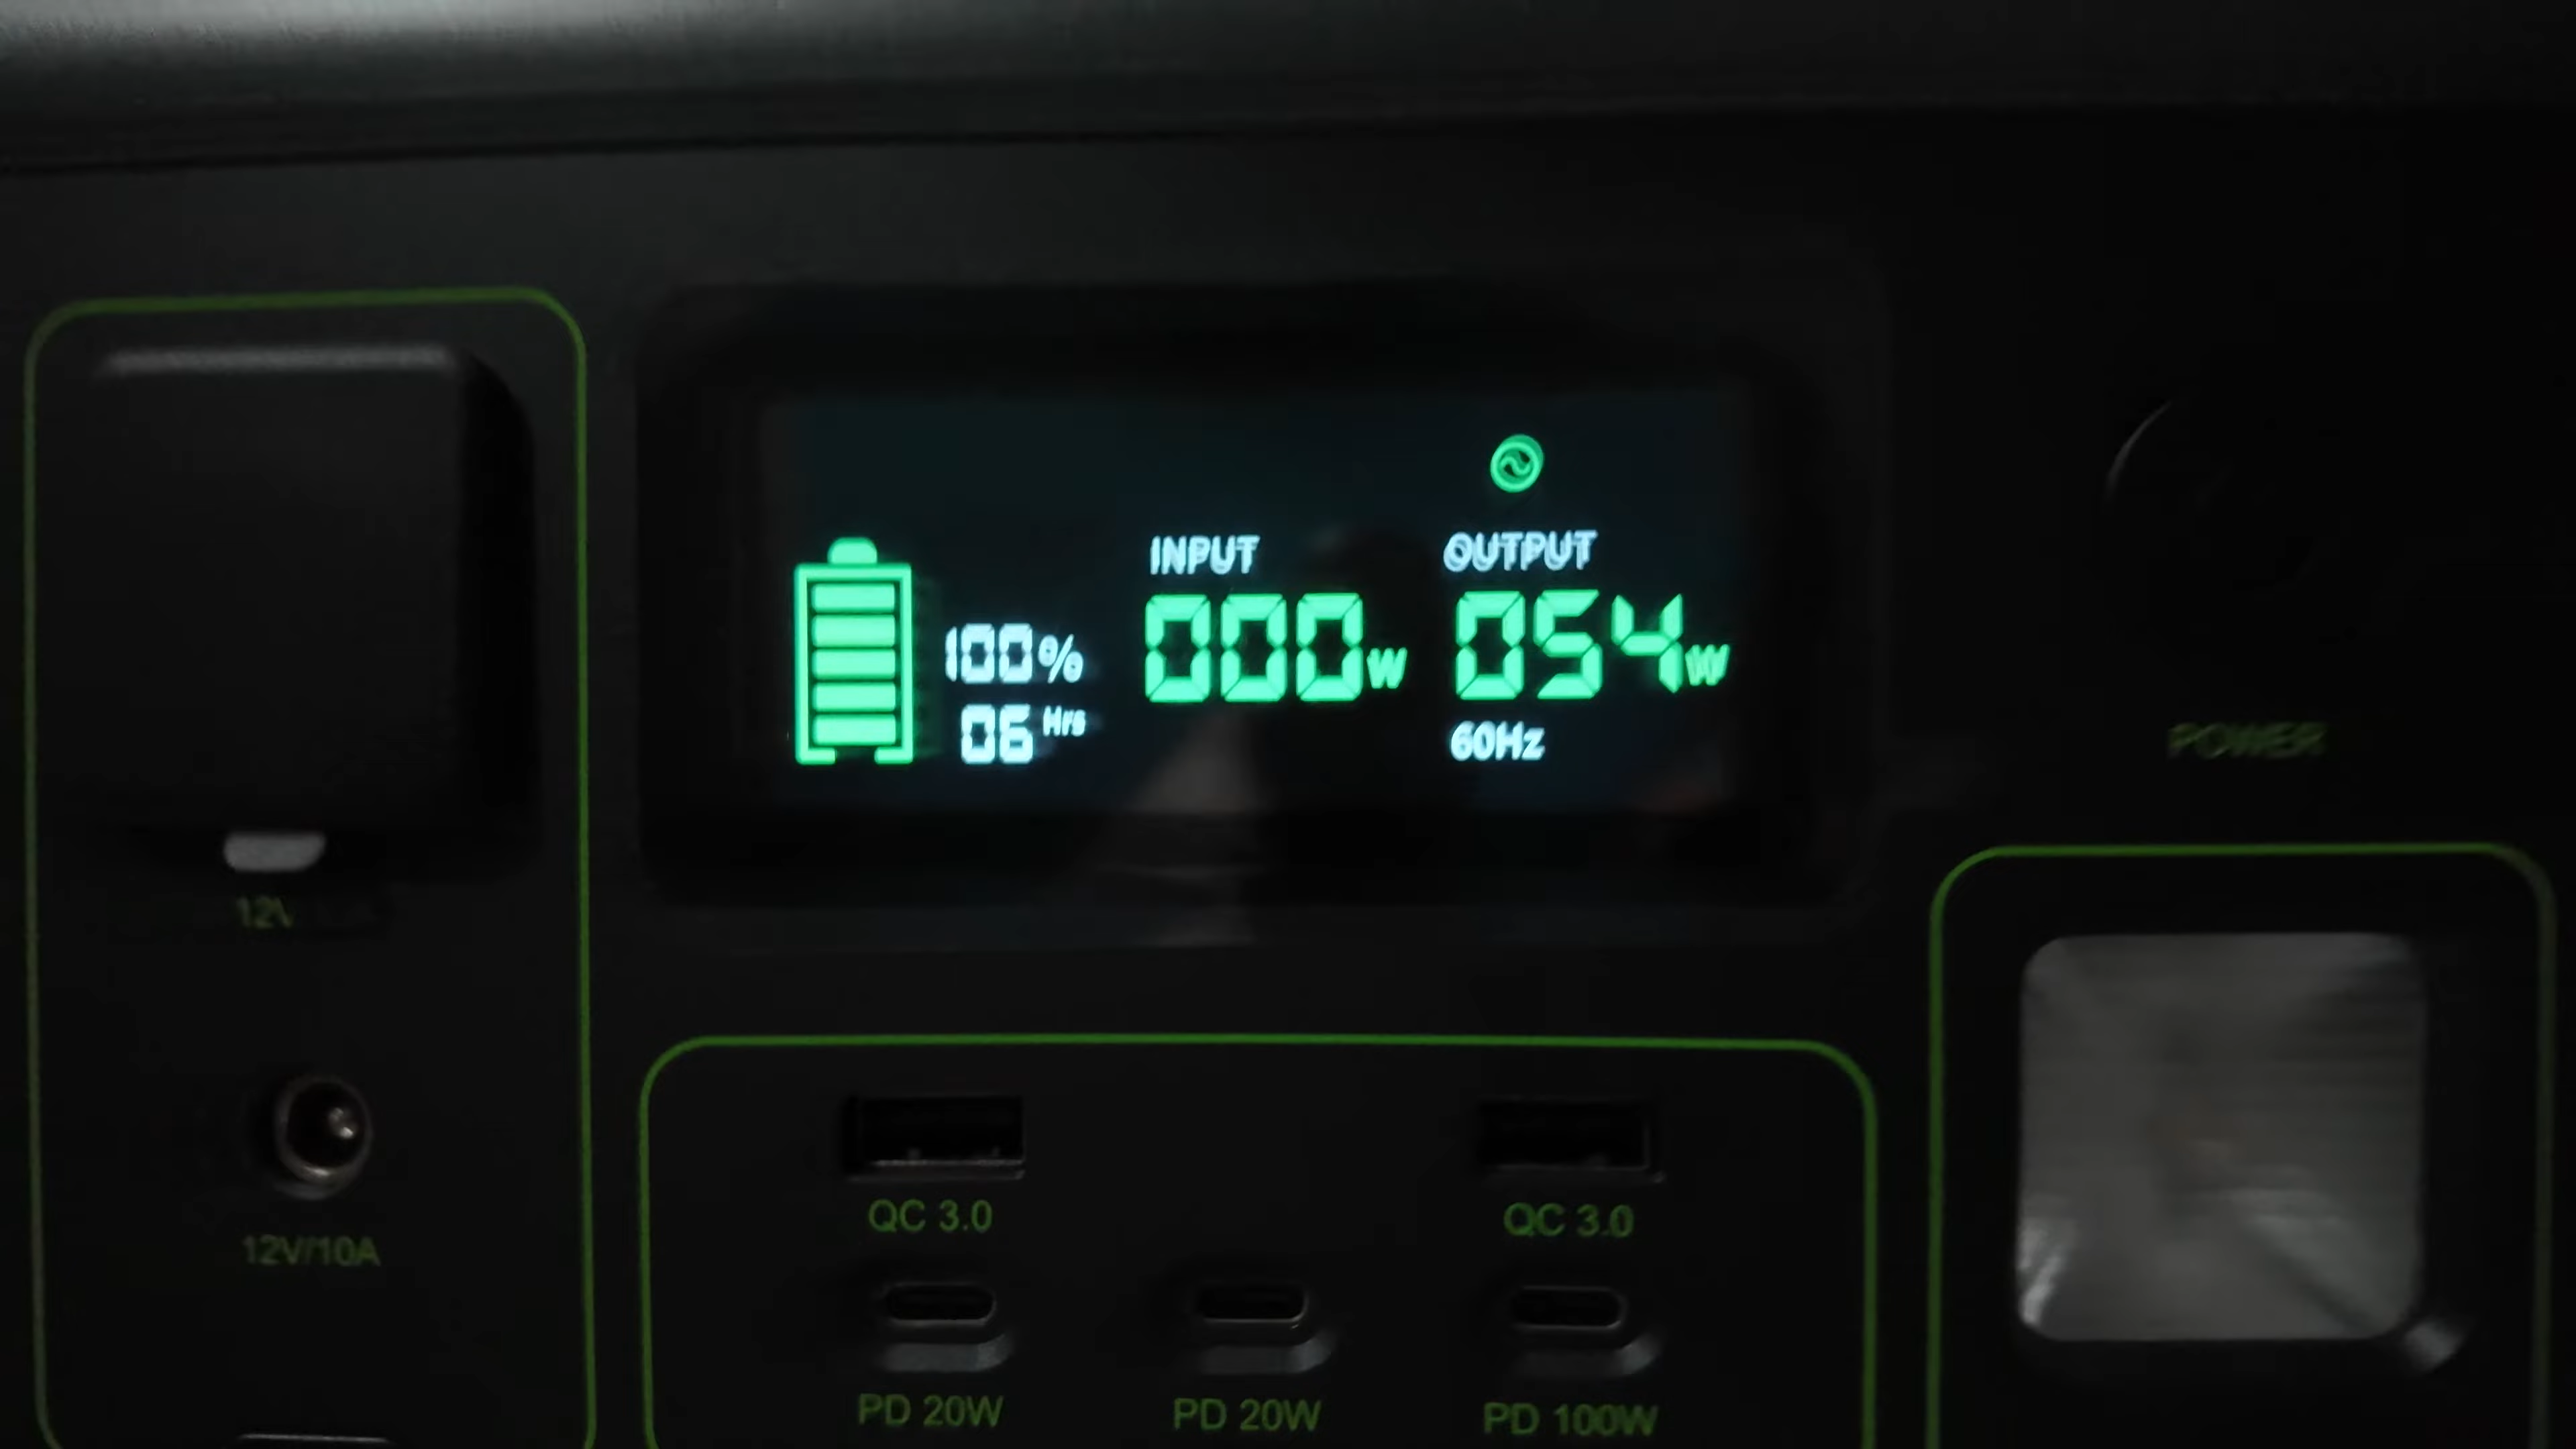 INPUT
OUTPUT
100%
000W
054W
06 Hrs
60Hz
POWER
12V
12V/10A
QC 3.0
QC 3.0
PD 20W
PD 20W
PD 100W